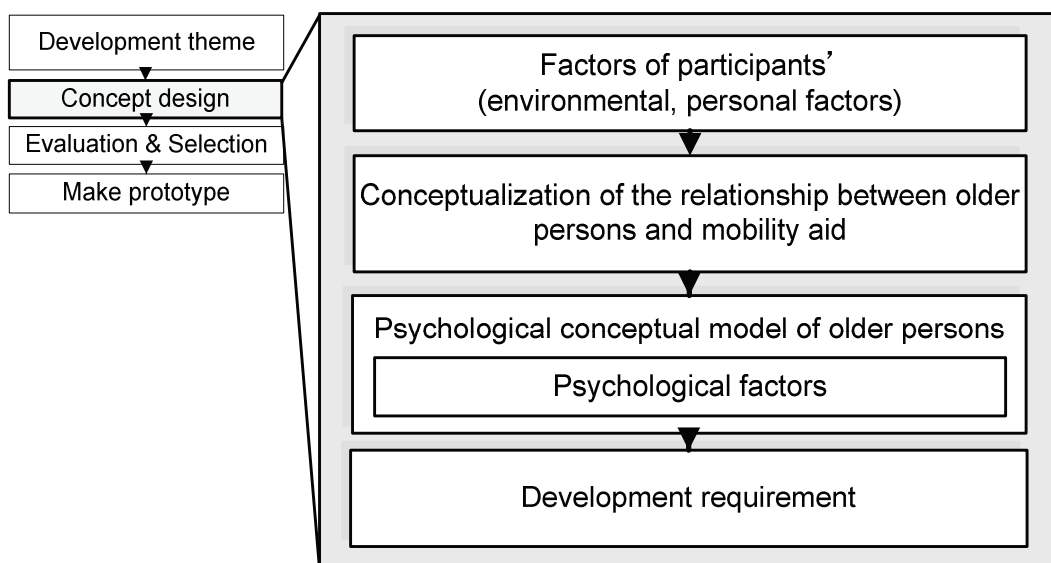 Development theme
Concept design
Evaluation & Selection
Make prototype
Factors of participants’
(environmental, personal factors)
Conceptualization of the relationship between older
persons and mobility aid
Psychological conceptual model of older persons
Psychological factors
Development requirement